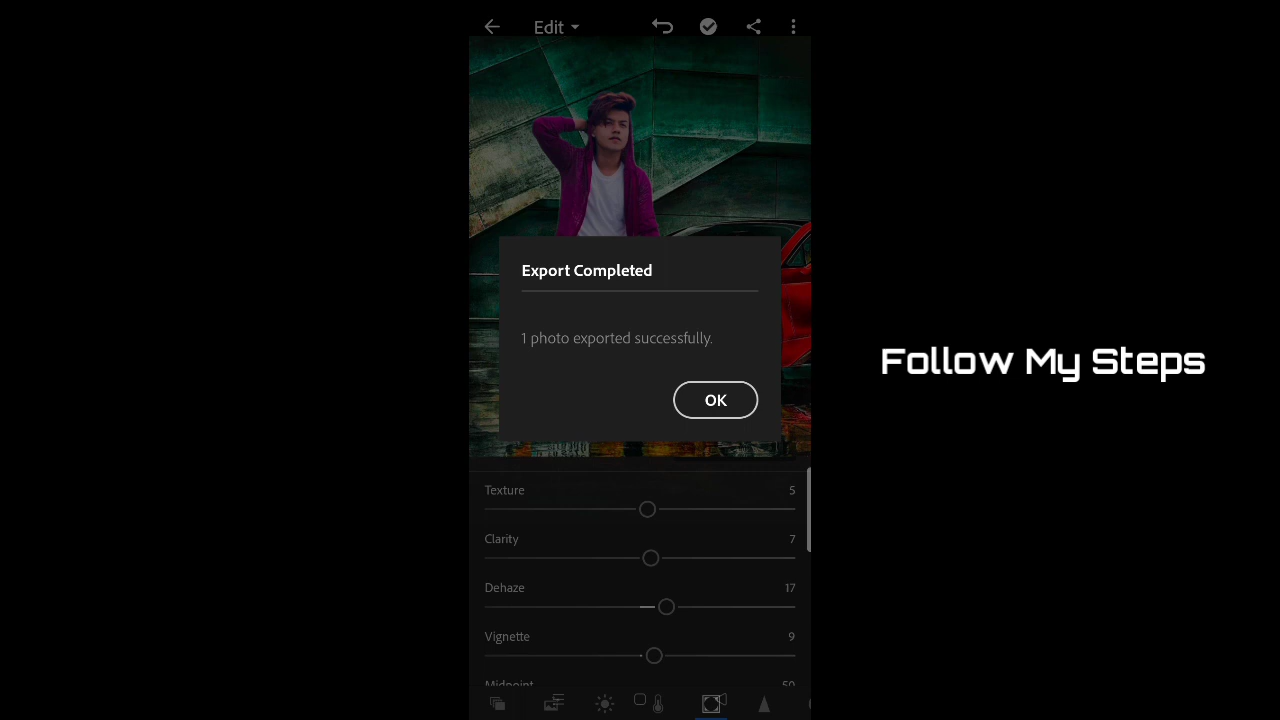 Edit
Export Completed
1 photo exported successfully.
OK
Follow My Steps
Texture 5
Clarity 7
Dehaze 17
Vignette 9
Midpoint 50